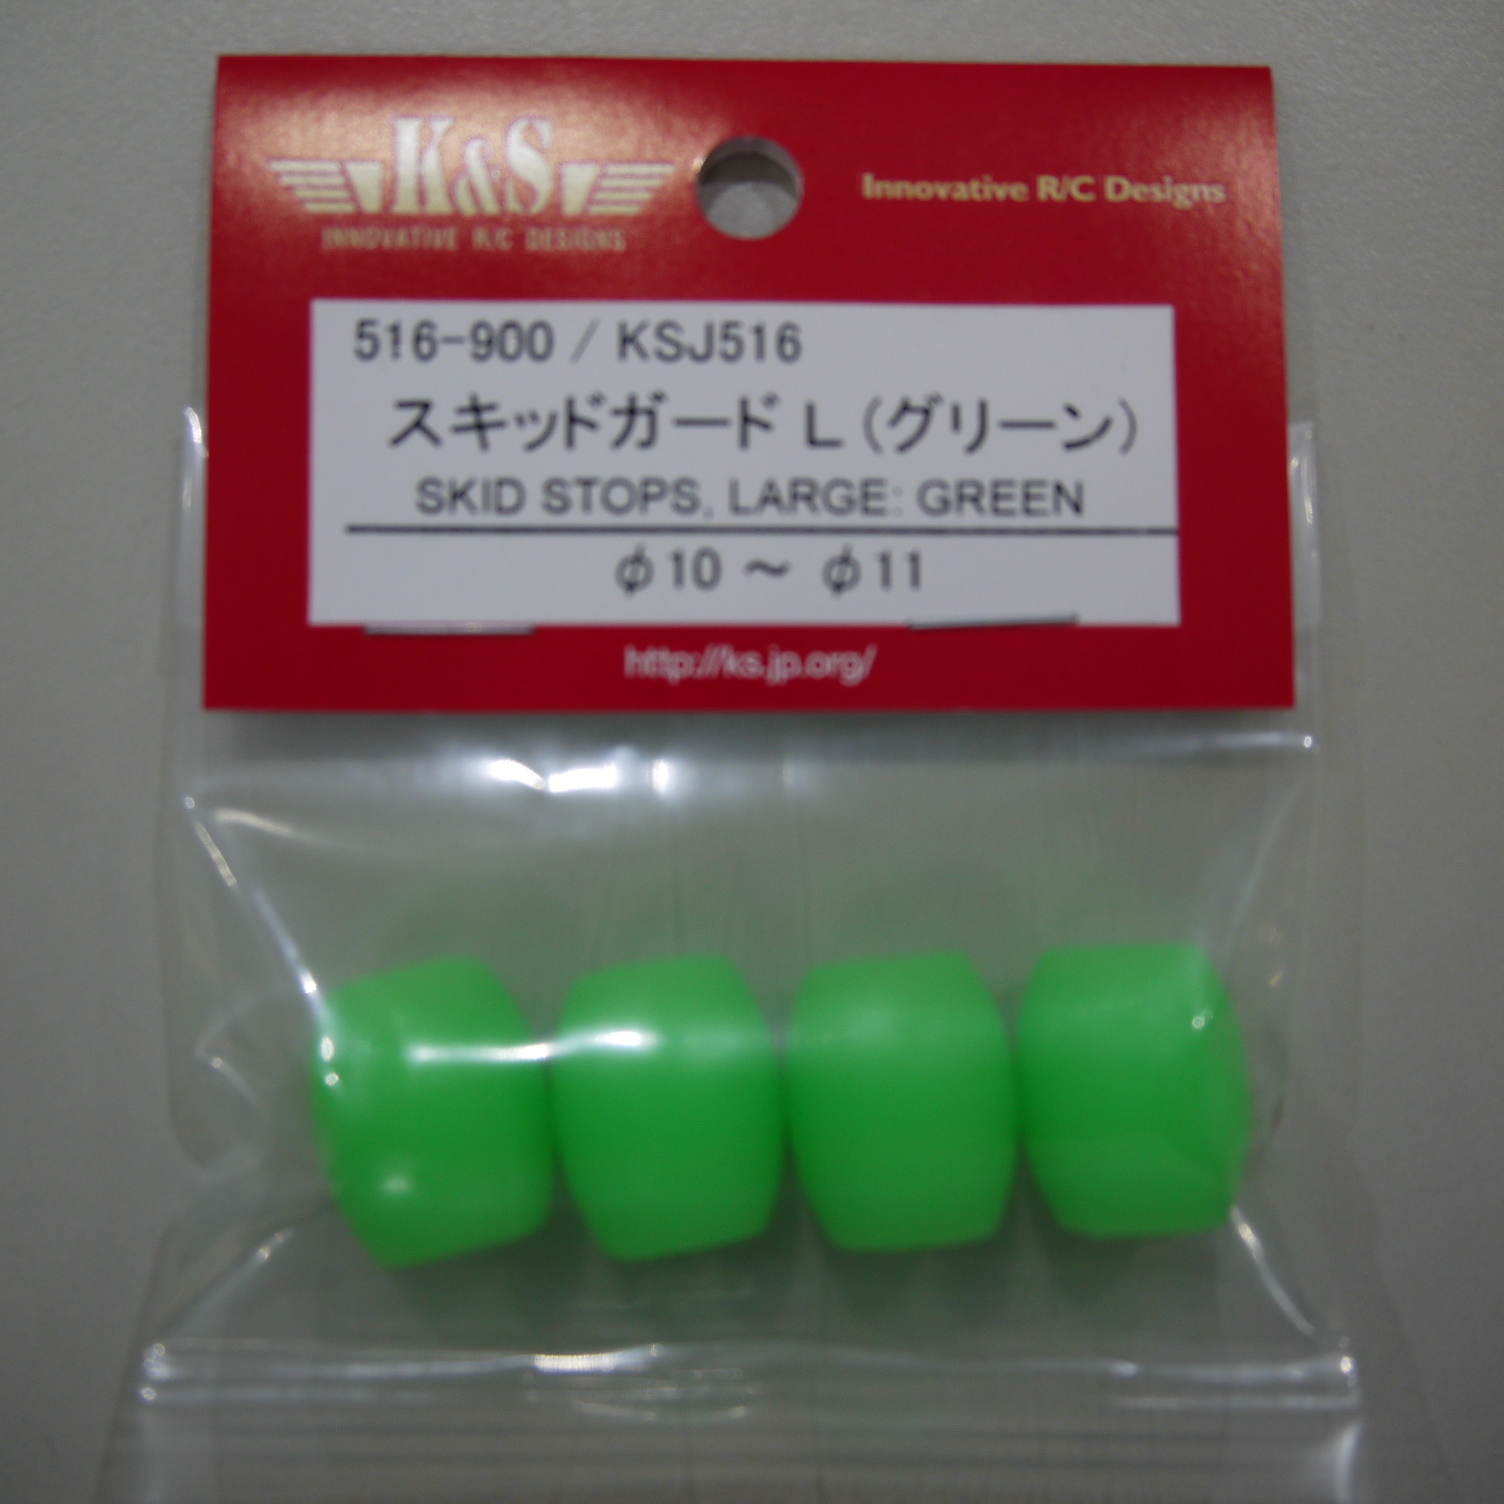 K&S
INNOVATIVE R/C DESIGNS
Innovative R/C Designs
516-900 / KSJ516
スキッドガード L（グリーン）
SKID STOPS, LARGE: GREEN
φ10 ～ φ11
http://ks.jp.org/